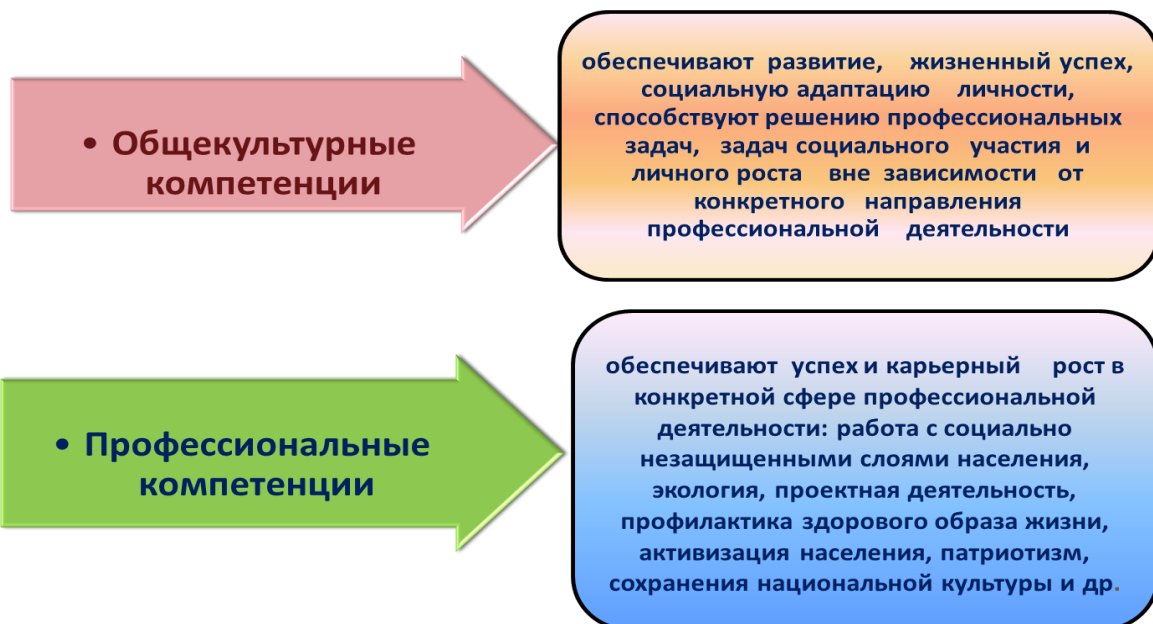 • Общекультурные
компетенции
обеспечивают развитие, жизненный успех,
социальную адаптацию личности,
способствуют решению профессиональных
задач, задач социального участия и
личного роста вне зависимости от
конкретного направления
профессиональной деятельности
• Профессиональные
компетенции
обеспечивают успех и карьерный рост в
конкретной сфере профессиональной
деятельности: работа с социально
незащищенными слоями населения,
экология, проектная деятельность,
профилактика здорового образа жизни,
активизация населения, патриотизм,
сохранения национальной культуры и др.